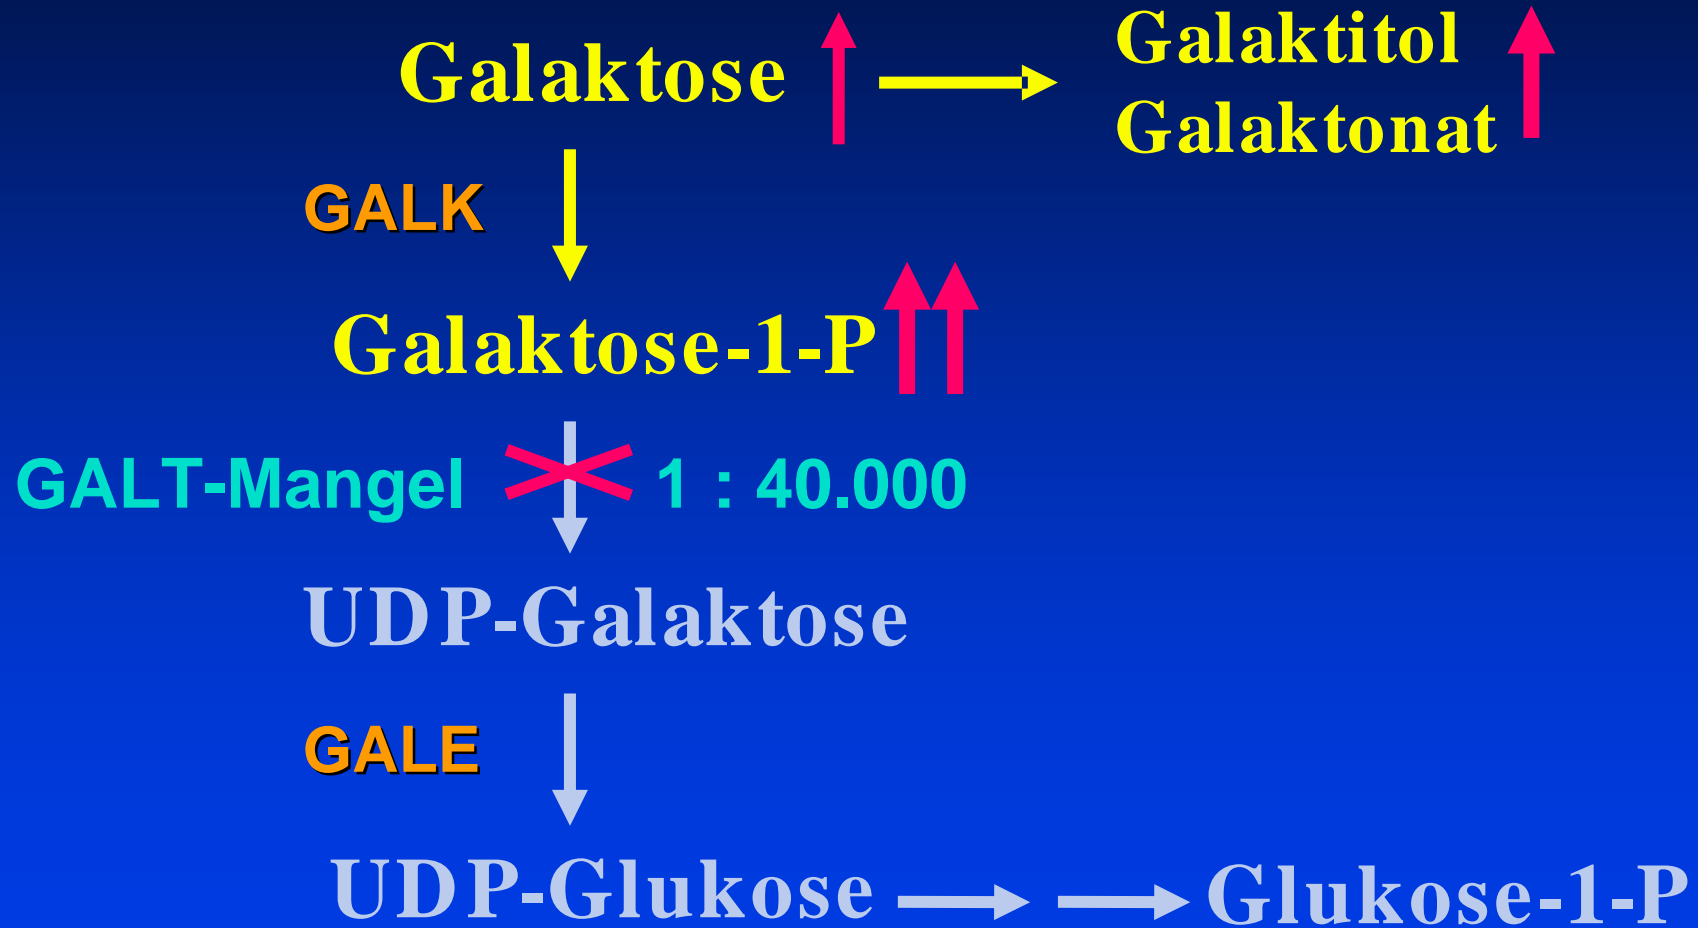 Galaktose
Galaktitol
Galaktonat
GALK
Galaktose-1-P
GALT-Mangel 1 : 40.000
UDP-Galaktose
GALE
UDP-Glukose Glukose-1-P